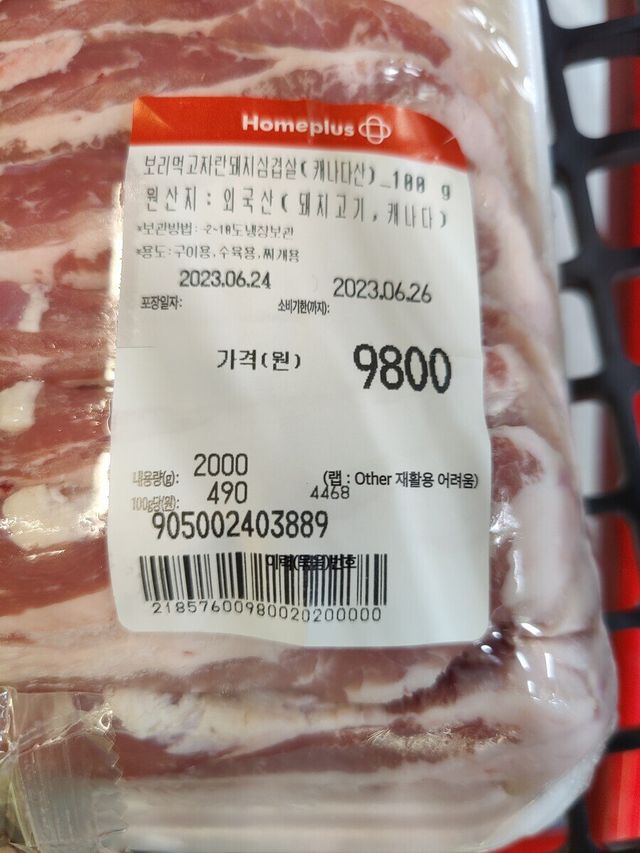 Homeplus
보리먹고자란돼지삼겹살(캐나다산)_100 g
원산지: 외국산(돼지고기,캐나다)
*보관방법: -2~10도냉장보관
*용도:구이용,수육용,찌개용
포장일자: 2023.06.24 소비기한(까지): 2023.06.26
가격(원) 9800
내용량(g): 2000 (랩 : Other 재활용 어려움)
100g당(원): 490 4468
905002403889
이력(묶음)번호
2185760098002020000